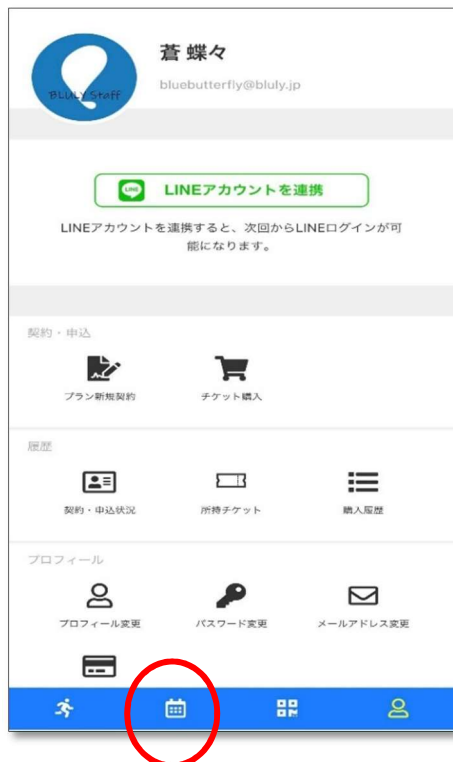 蒼 蝶々
bluebutterfly@bluly.jp
BLULY Staff
LINE LINEアカウントを連携
LINEアカウントを連携すると、次回からLINEログインが可
能になります。
契約・申込
プラン新規契約 チケット購入
履歴
契約・申込状況 所持チケット 購入履歴
プロフィール
プロフィール変更 パスワード変更 メールアドレス変更